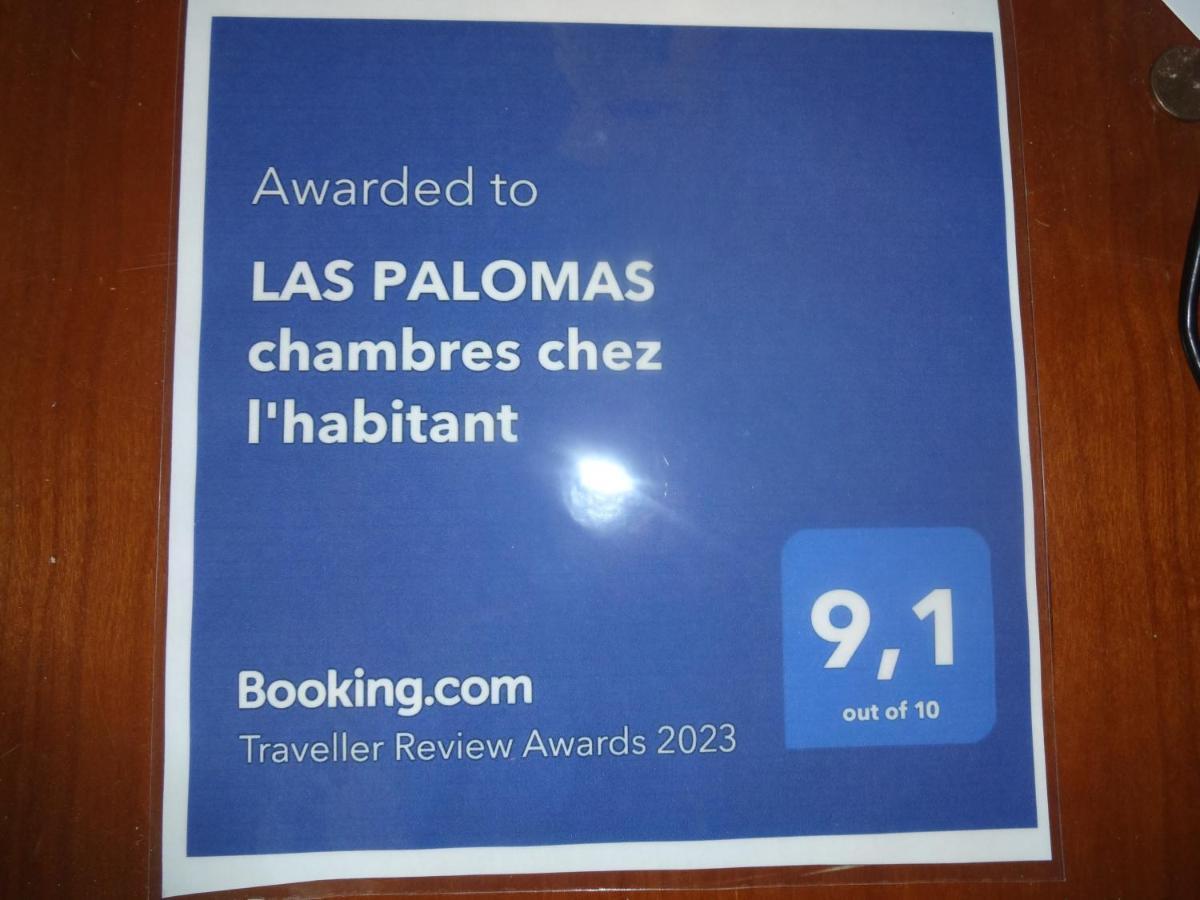 Awarded to
LAS PALOMAS
chambres chez
l'habitant
9,1
out of 10
Booking.com
Traveller Review Awards 2023